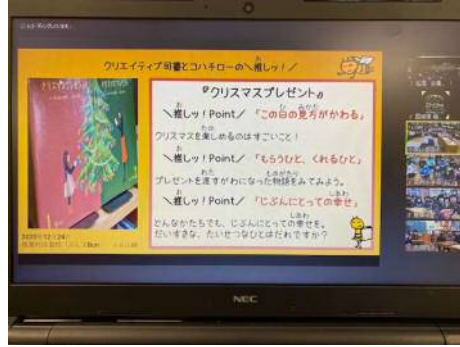 クリエイティブ司書とコハチローの＼推しッ！／
『クリスマスプレゼント』
＼推しッ！Point／ 「この日の見方がかわる」
クリスマスを楽しめるのはすごいこと！
＼推しッ！Point／ 「もらうひと、くれるひと」
プレゼントを渡すがわになった物語をみてみよう。
＼推しッ！Point／ 「じぶんにとっての幸せ」
どんなかたちでも、じぶんにとっての幸せを。
だいすきな、たいせつなひとはだれですか？
NEC